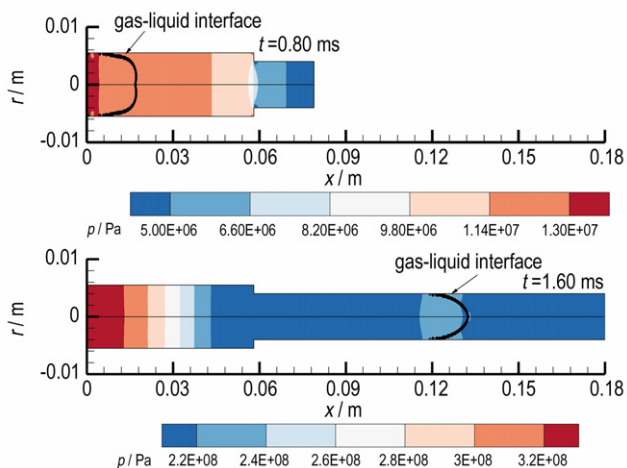 0.01
gas-liquid interface
t=0.80 ms
r / m
0
-0.01
0 0.03 0.06 0.09 0.12 0.15 0.18
x / m
p / Pa
5.00E+06 6.60E+06 8.20E+06 9.80E+06 1.14E+07 1.30E+07
0.01
gas-liquid interface
t=1.60 ms
r / m
0
-0.01
0 0.03 0.06 0.09 0.12 0.15 0.18
x / m
p / Pa
2.2E+08 2.4E+08 2.6E+08 2.8E+08 3E+08 3.2E+08